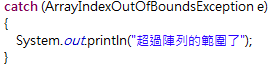 catch (ArrayIndexOutOfBoundsException e)
{
System.out.println("超過陣列的範圍了");
}